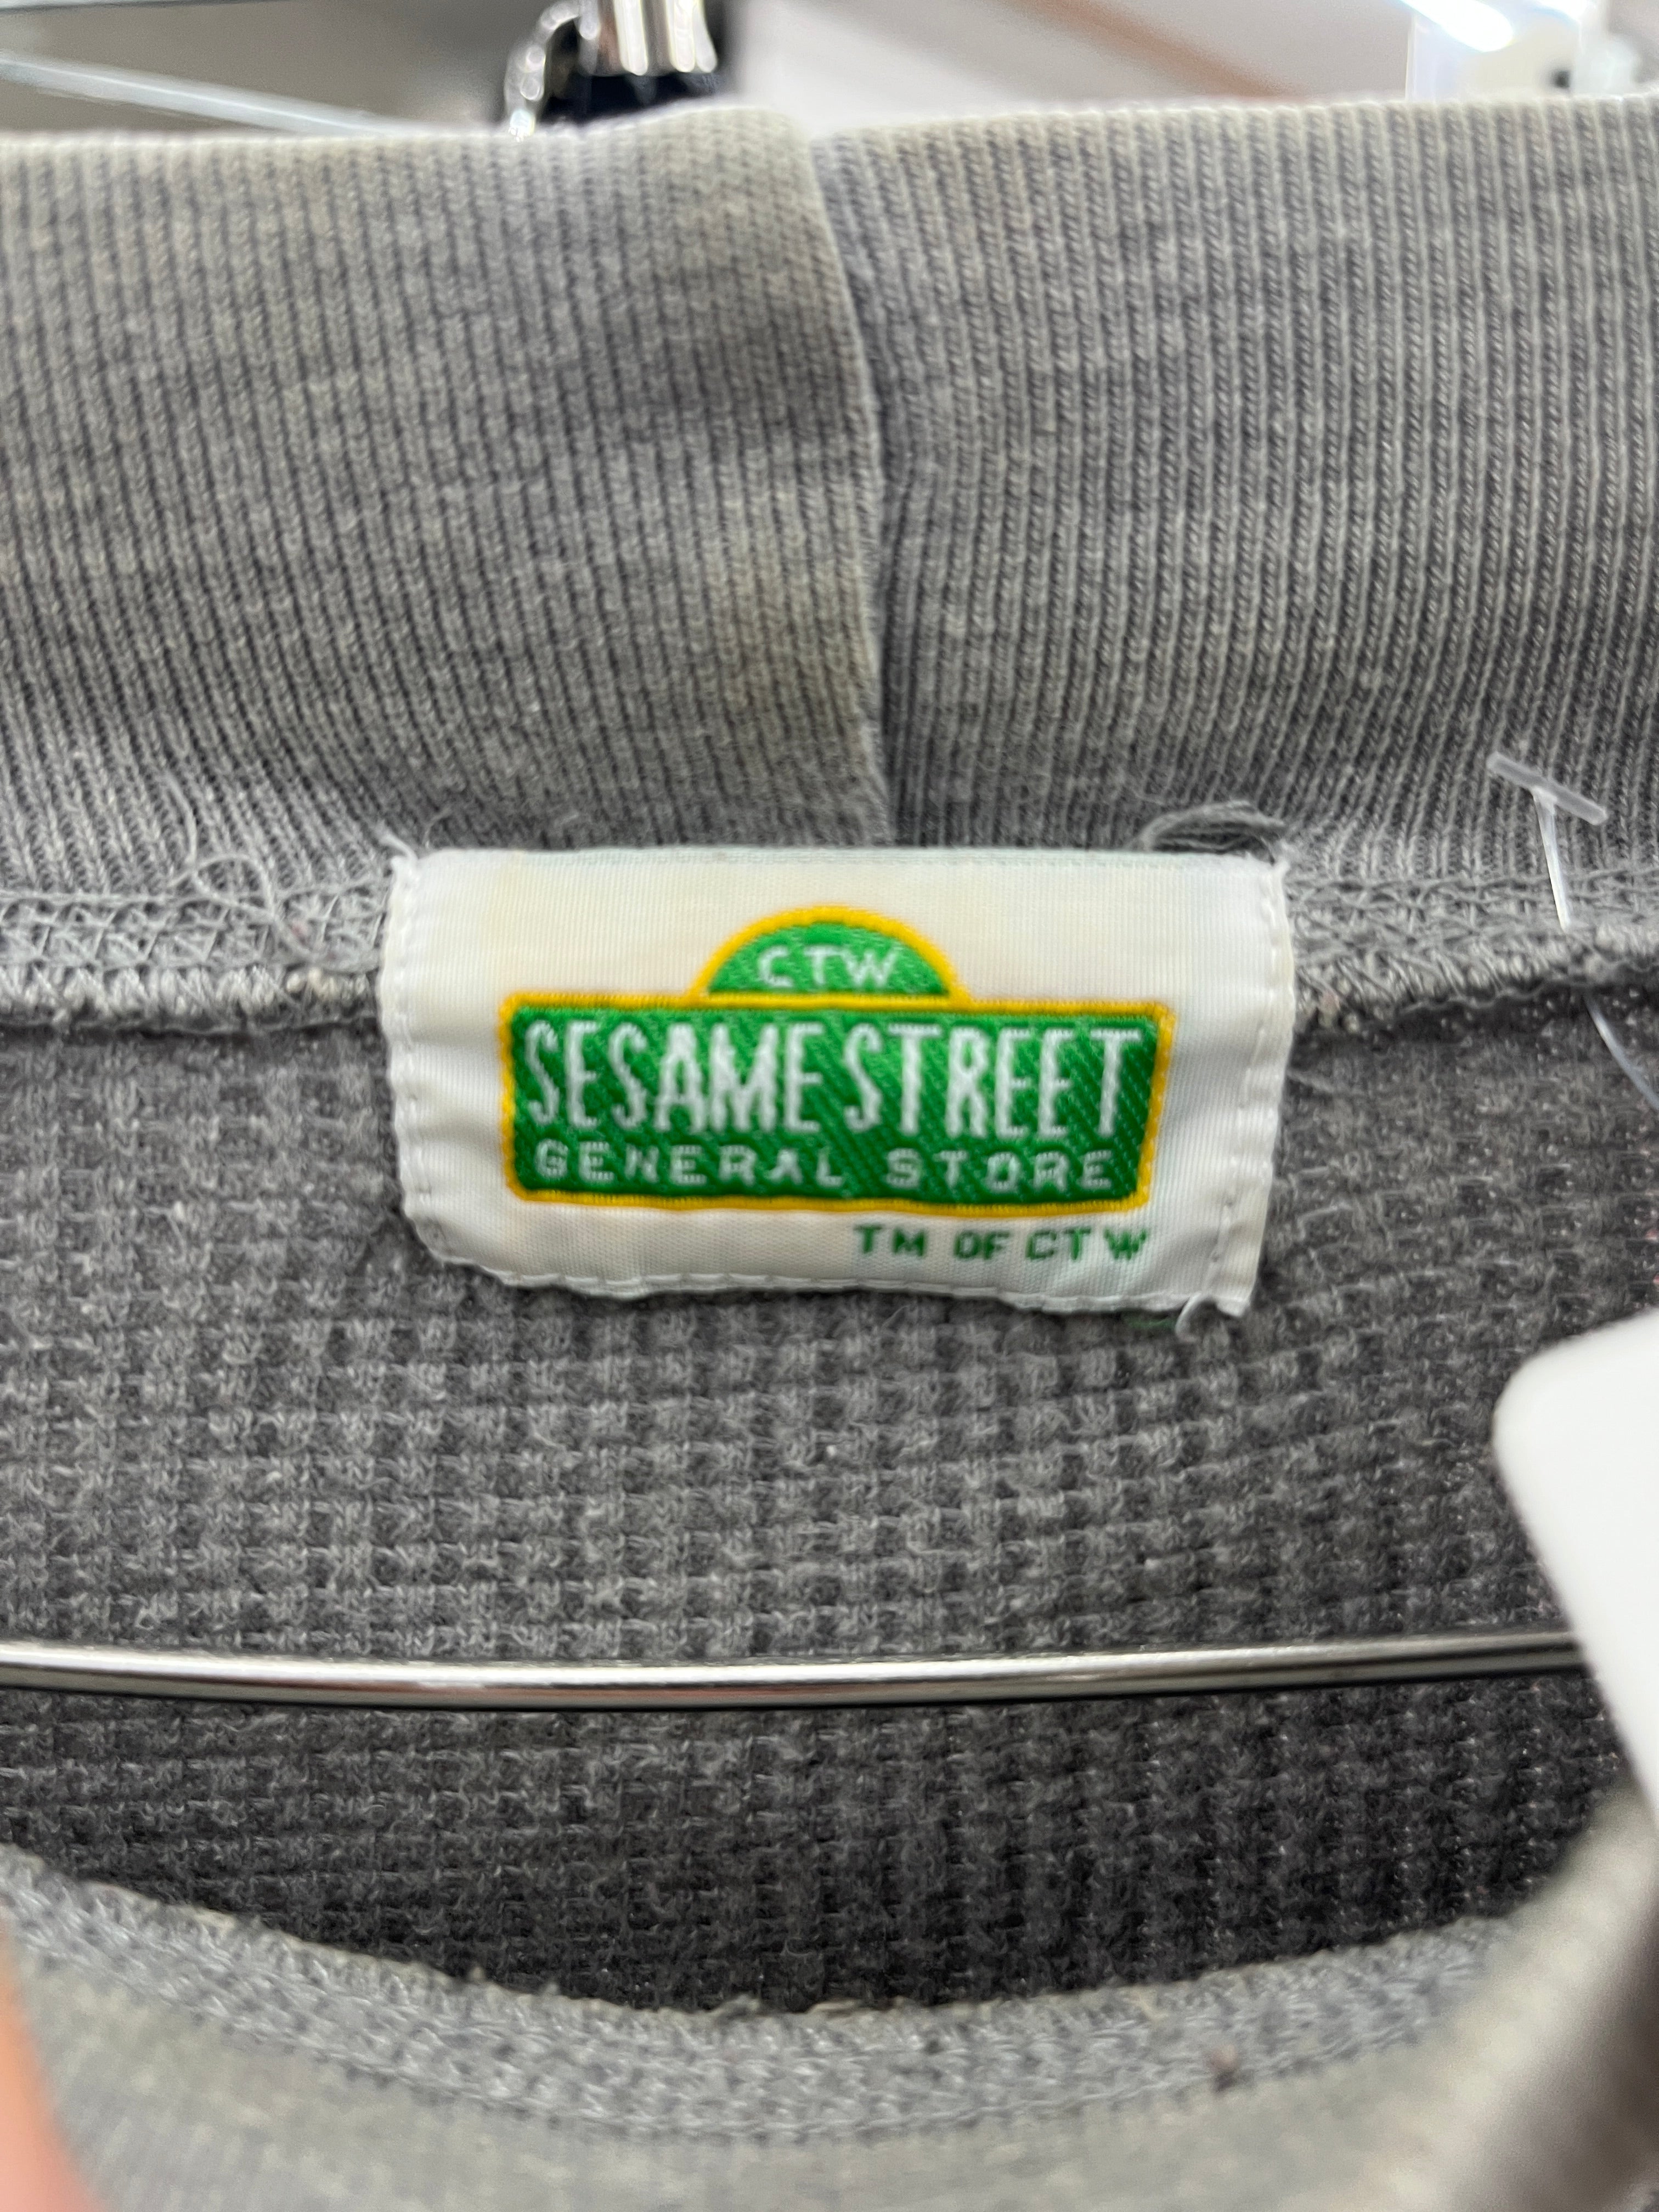 CTW
SESAME STREET
GENERAL STORE
TM OF CTW